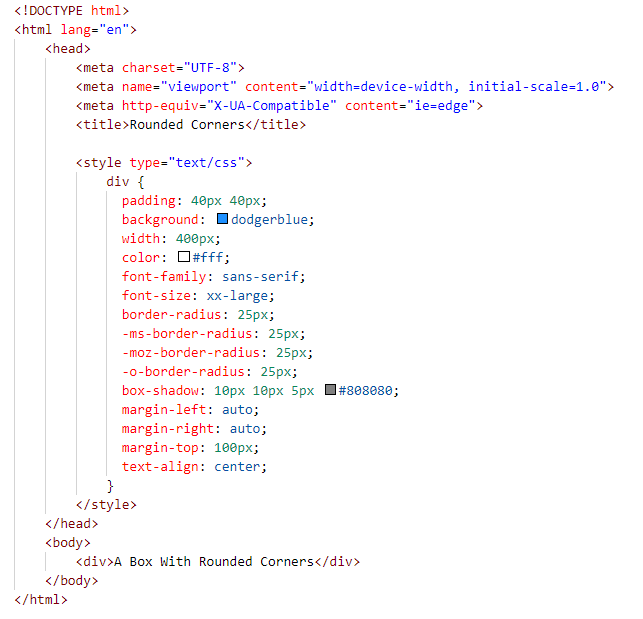 <!DOCTYPE html>
<html lang="en">
    <head>
        <meta charset="UTF-8">
        <meta name="viewport" content="width=device-width, initial-scale=1.0">
        <meta http-equiv="X-UA-Compatible" content="ie=edge">
        <title>Rounded Corners</title>

        <style type="text/css">
            div {
              padding: 40px 40px;
              background: dodgerblue;
              width: 400px;
              color: #fff;
              font-family: sans-serif;
              font-size: xx-large;
              border-radius: 25px;
              -ms-border-radius: 25px;
              -moz-border-radius: 25px;
              -o-border-radius: 25px;
              box-shadow: 10px 10px 5px #808080;
              margin-left: auto;
              margin-right: auto;
              margin-top: 100px;
              text-align: center;
            }
        </style>
    </head>
    <body>
        <div>A Box With Rounded Corners</div>
    </body>
</html>